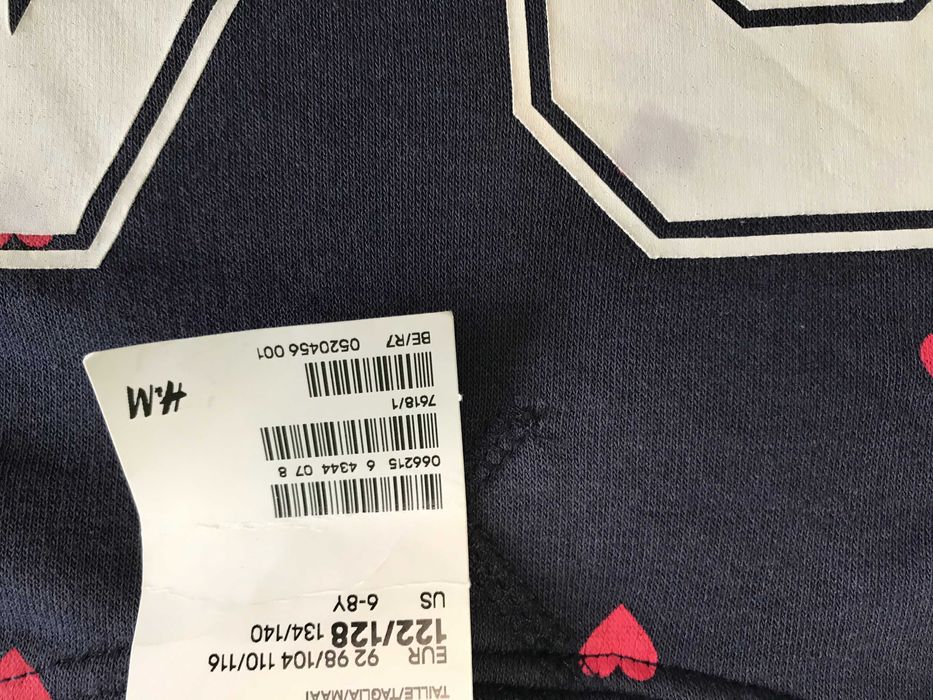 TAILLE/TAGLIA/MAAT
EUR 92 98/104 110/116
122/128 134/140
US 6-8Y
066215 6 4344 07 8
7618/1
H&M
BE/R7 0520456 001